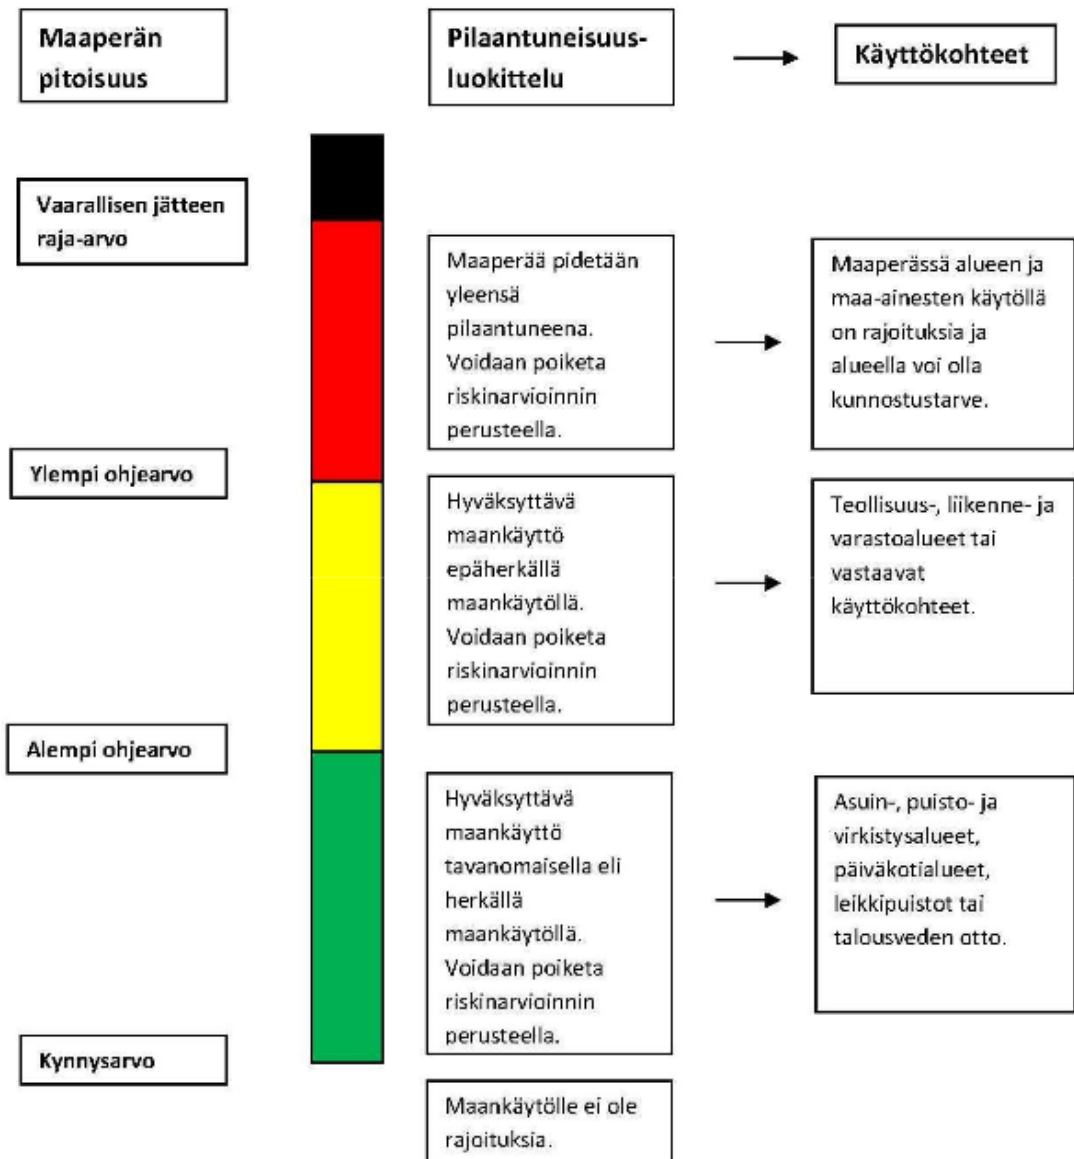 Maaperän
pitoisuus
Pilaantuneisuus-
luokittelu
Käyttökohteet
Vaarallisen jätteen
raja-arvo
Maaperää pidetään
yleensä
pilaantuneena.
Voidaan poiketa
riskinarvioinnin
perusteella.
Maaperässä alueen ja
maa-ainesten käytöllä
on rajoituksia ja
alueella voi olla
kunnostustarve.
Ylempi ohjearvo
Hyväksyttävä
maankäyttö
epäherkällä
maankäytöllä.
Voidaan poiketa
riskinarvioinnin
perusteella.
Teollisuus-, liikenne- ja
varastoalueet tai
vastaavat
käyttökohteet.
Alempi ohjearvo
Hyväksyttävä
maankäyttö
tavanomaisella eli
herkällä
maankäytöllä.
Voidaan poiketa
riskinarvioinnin
perusteella.
Asuin-, puisto- ja
virkistysalueet,
päiväkotialueet,
leikkipuistot tai
talousveden otto.
Kynnysarvo
Maankäytölle ei ole
rajoituksia.